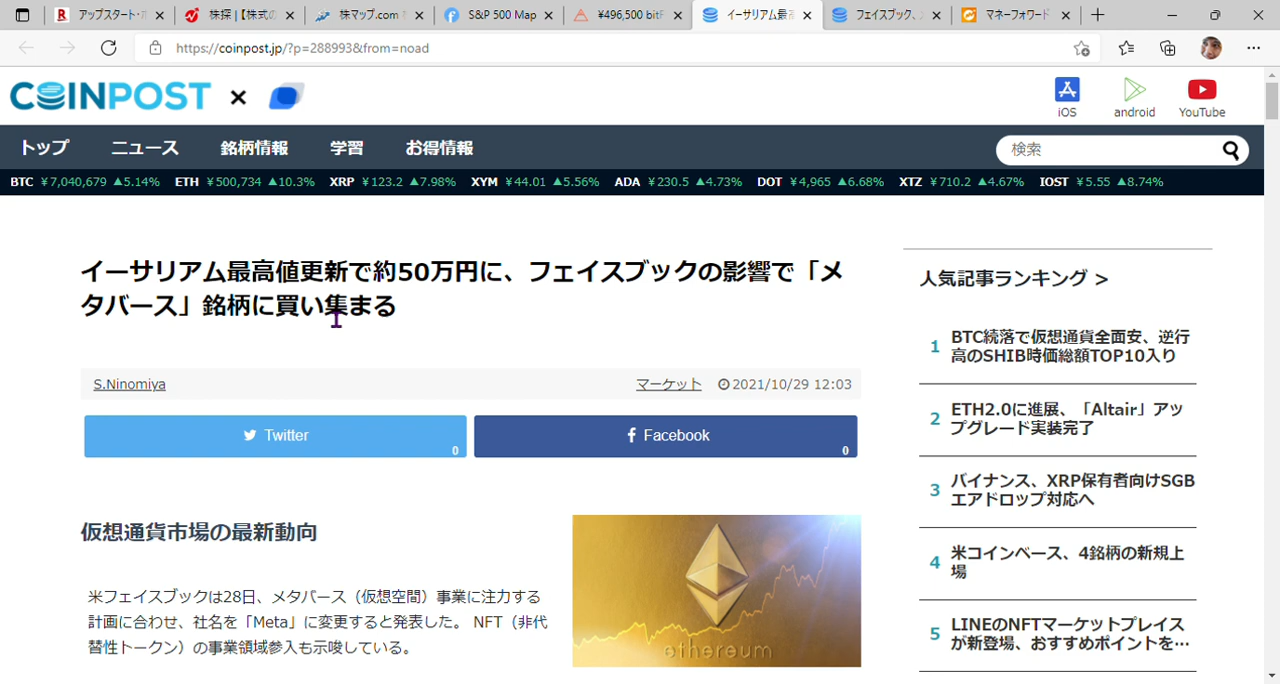 アップスタート・ホ
株探 | 【株式の
株マップ.com
S&P 500 Map
¥496,500 bitF
イーサリアム最高
フェイスブック、
マネーフォワード
https://coinpost.jp/?p=288993&from=noad
COINPOST ×
iOS
android
YouTube
トップ ニュース 銘柄情報 学習 お得情報
検索
BTC ¥7,040,679 ▲5.14% ETH ¥500,734 ▲10.3% XRP ¥123.2 ▲7.98% XYM ¥44.01 ▲5.56% ADA ¥230.5 ▲4.73% DOT ¥4,965 ▲6.68% XTZ ¥710.2 ▲4.67% IOST ¥5.55 ▲8.74%
イーサリアム最高値更新で約50万円に、フェイスブックの影響で「メ
タバース」銘柄に買い集まる
S.Ninomiya
マーケット 2021/10/29 12:03
Twitter
0
Facebook
0
仮想通貨市場の最新動向
米フェイスブックは28日、メタバース（仮想空間）事業に注力する
計画に合わせ、社名を「Meta」に変更すると発表した。 NFT（非代
替性トークン）の事業領域参入も示唆している。
ethereum
人気記事ランキング >
1 BTC続落で仮想通貨全面安、逆行
高のSHIB時価総額TOP10入り
2 ETH2.0に進展、「Altair」アッ
プグレード実装完了
3 バイナンス、XRP保有者向けSGB
エアドロップ対応へ
4 米コインベース、4銘柄の新規上
場
5 LINEのNFTマーケットプレイス
が新登場、おすすめポイントを…